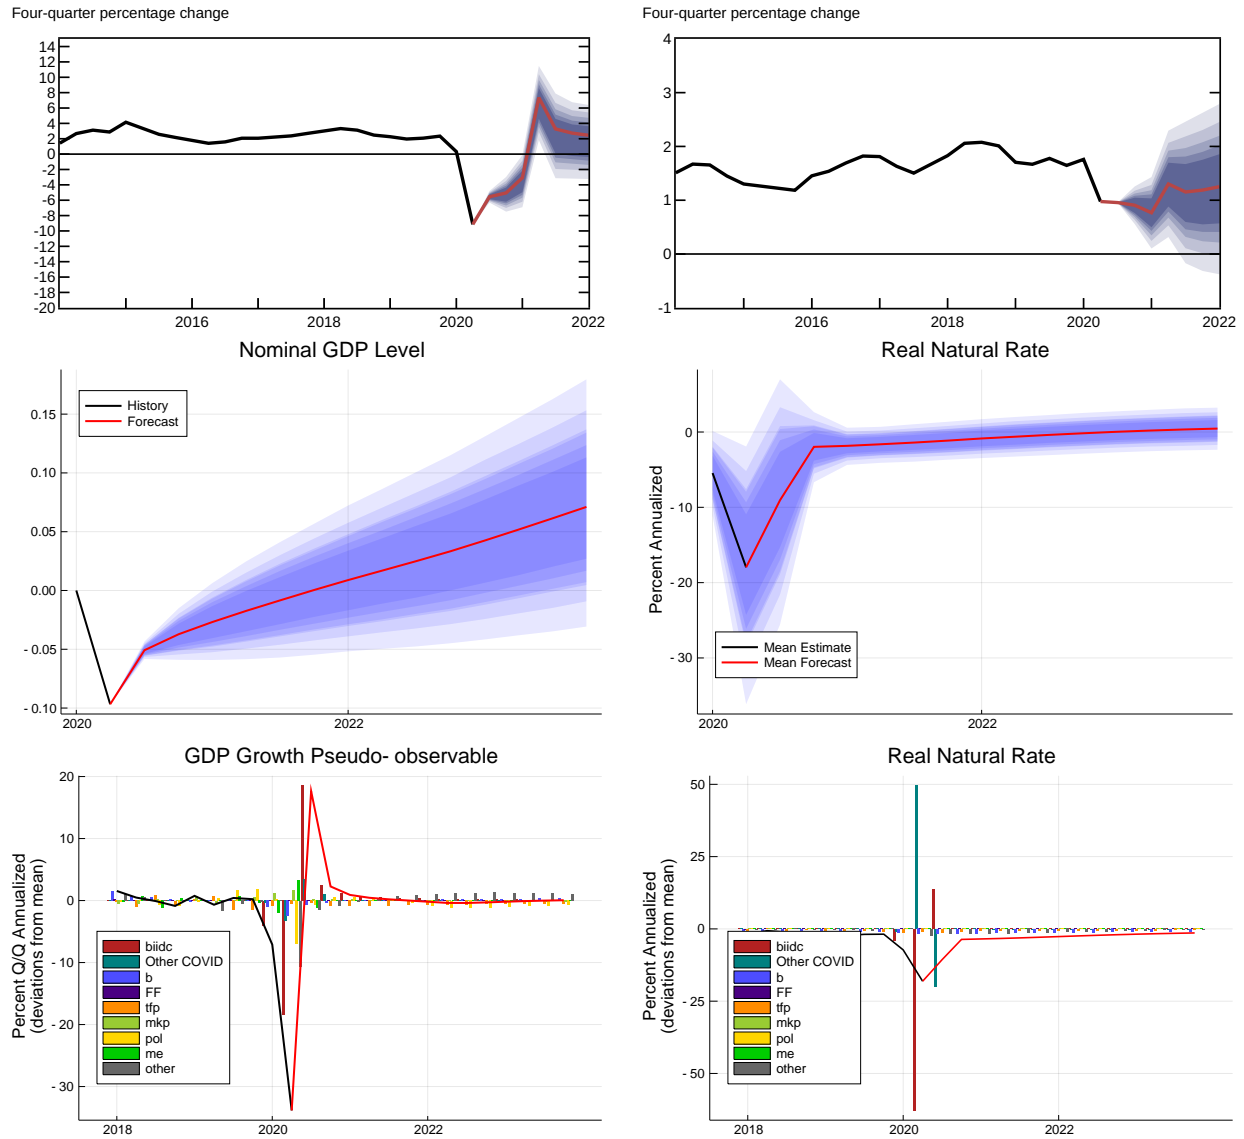 Four-quarter percentage change
14
12
10
8
6
4
2
0
-2
-4
-6
-8
-10
-12
-14
-16
-18
-20
2016
2018
2020
2022
Four-quarter percentage change
4
3
2
1
0
-1
2016
2018
2020
2022
Nominal GDP Level
History
Forecast
0.15
0.10
0.05
0.00
- 0.05
- 0.10
2020
2022
Real Natural Rate
Percent Annualized
0
- 10
- 20
- 30
Mean Estimate
Mean Forecast
2020
2022
GDP Growth Pseudo- observable
Percent Q/Q Annualized
(deviations from mean)
20
10
0
- 10
- 20
- 30
biidc
Other COVID
b
FF
tfp
mkp
pol
me
other
2018
2020
2022
Real Natural Rate
Percent Annualized
(deviations from mean)
50
25
0
- 25
- 50
biidc
Other COVID
b
FF
tfp
mkp
pol
me
other
2018
2020
2022